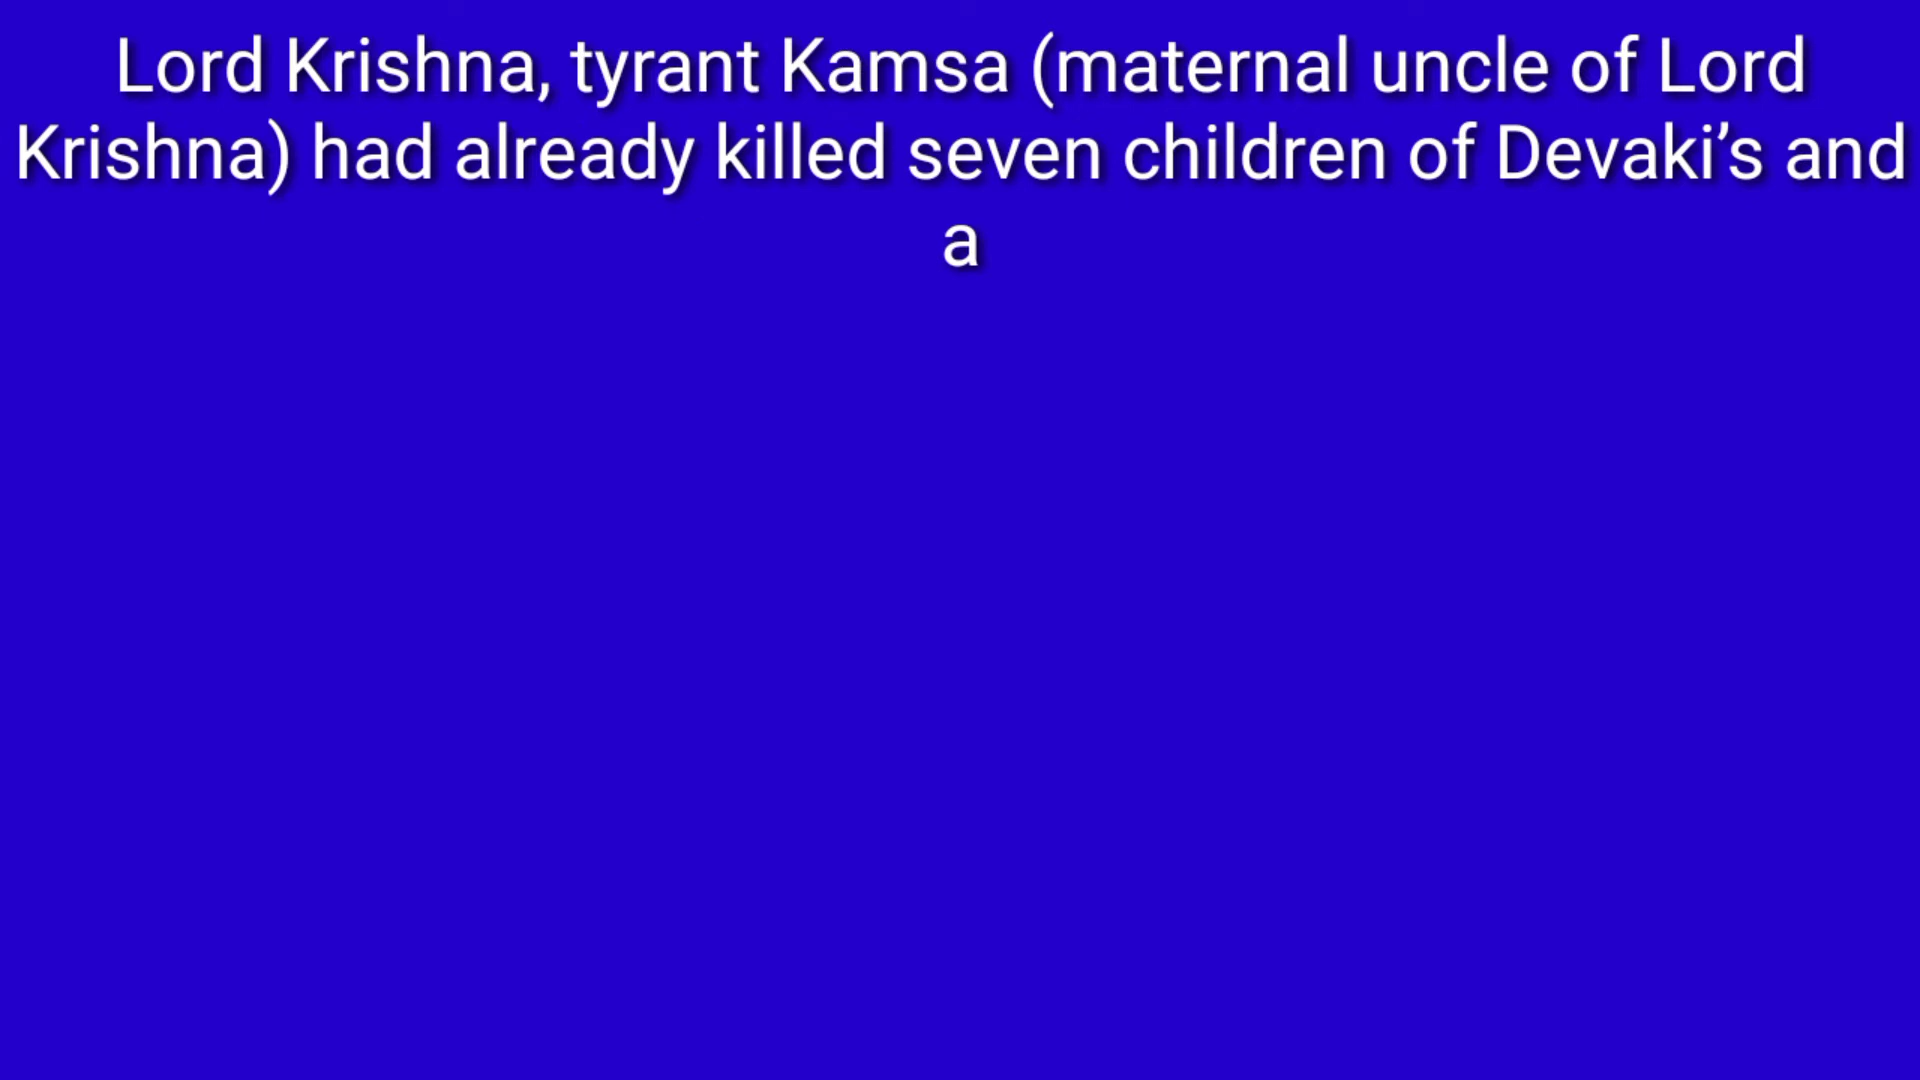 Lord Krishna, tyrant Kamsa (maternal uncle of Lord
Krishna) had already killed seven children of Devaki’s and
a